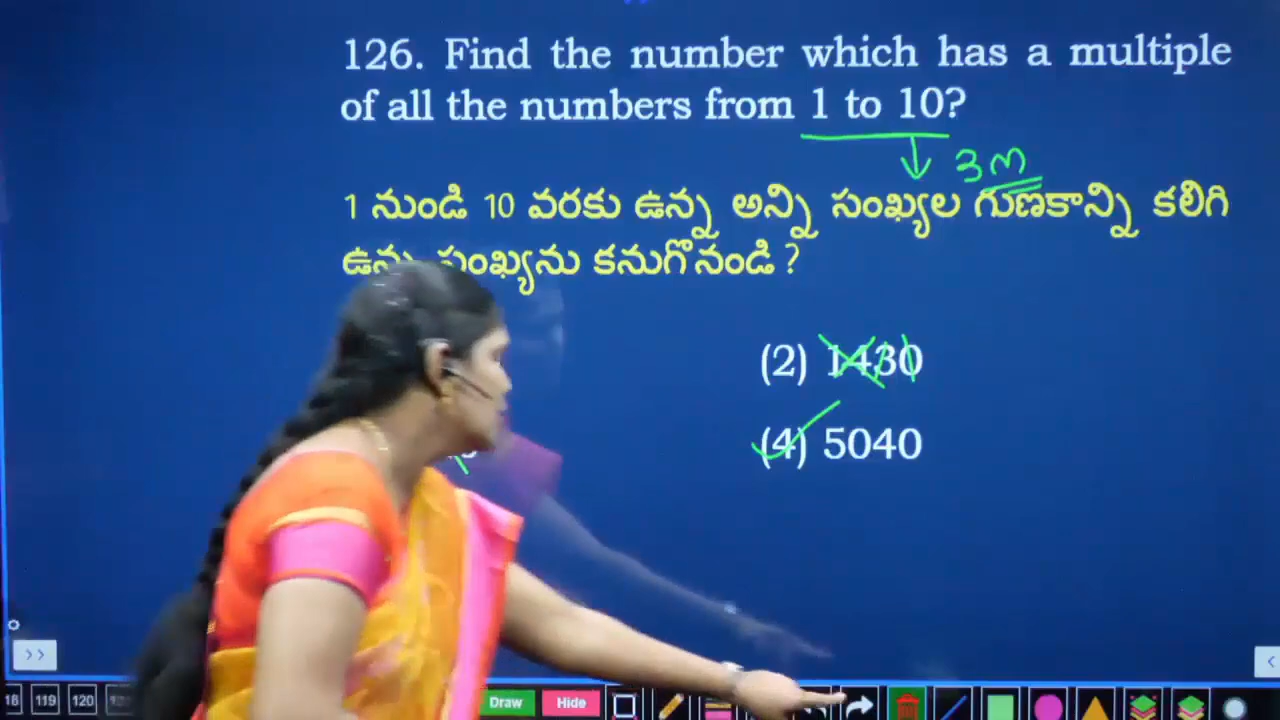 126. Find the number which has a multiple
of all the numbers from 1 to 10?
3
1 నుండి 10 వరకు ఉన్న అన్ని సంఖ్యల గుణకాన్ని కలిగి
సంఖ్యను కనుగొనండి ?
(2) 1430
(4) 5040
>>
<
18 119 120 Draw Hide